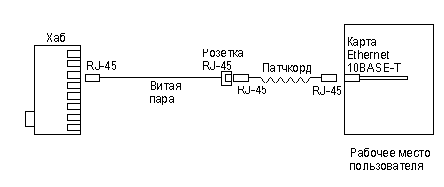 Хаб
RJ-45
Витая
пара
Розетка
RJ-45
RJ-45
Патчкорд
RJ-45
Карта
Ethernet
10BASE-T
Рабочее место
пользователя